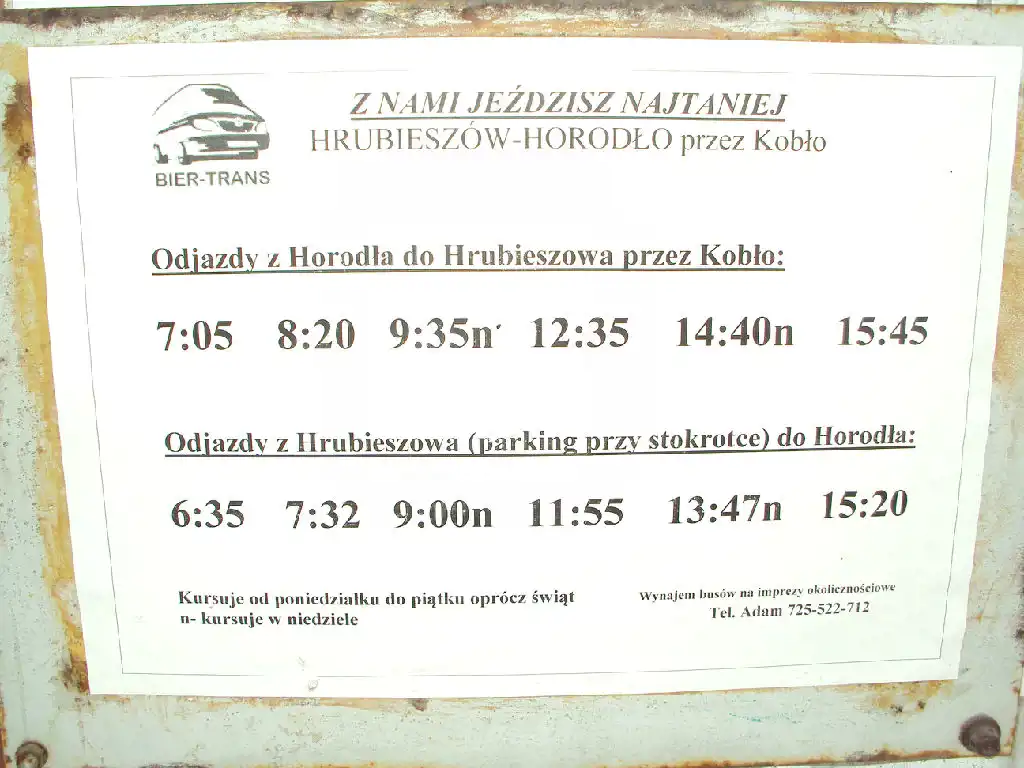 Z NAMI JEŹDZISZ NAJTANIEJ
HRUBIESZÓW-HORODŁO przez Kobło
BIER-TRANS
Odjazdy z Horodła do Hrubieszowa przez Kobło:
7:05 8:20 9:35n 12:35 14:40n 15:45
Odjazdy z Hrubieszowa (parking przy stokrotce) do Horodła:
6:35 7:32 9:00n 11:55 13:47n 15:20
Kursuje od poniedziałku do piątku oprócz świąt
n- kursuje w niedziele
Wynajem busów na imprezy okolicznościowe
Tel. Adam 725-522-712